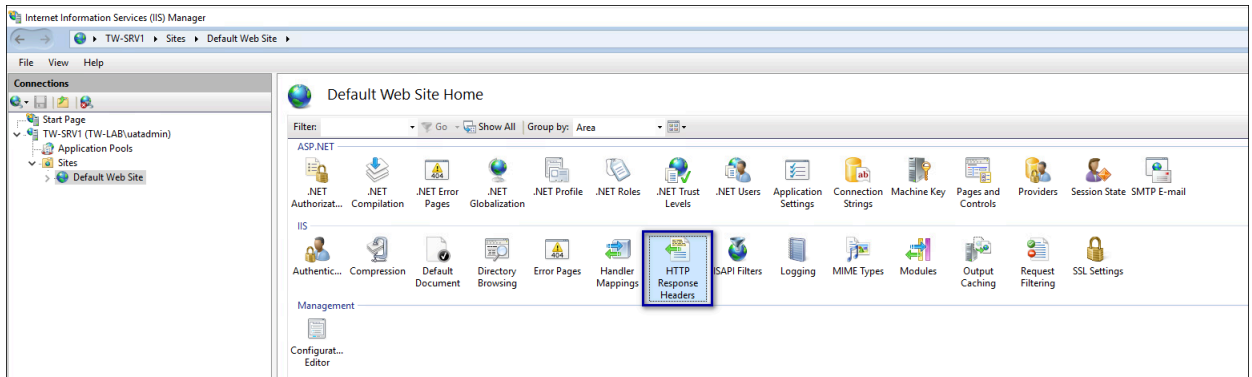 Internet Information Services (IIS) Manager
TW-SRV1 Sites Default Web Site
File View Help
Connections
Start Page
TW-SRV1 (TW-LAB\uatadmin)
Application Pools
Sites
Default Web Site
Default Web Site Home
Filter: Go Show All Group by: Area
ASP.NET
.NET Authorizat...
.NET Compilation
.NET Error Pages
.NET Globalization
.NET Profile
.NET Roles
.NET Trust Levels
.NET Users
Application Settings
Connection Strings
Machine Key
Pages and Controls
Providers
Session State
SMTP E-mail
IIS
Authentic...
Compression
Default Document
Directory Browsing
Error Pages
Handler Mappings
HTTP Response Headers
ISAPI Filters
Logging
MIME Types
Modules
Output Caching
Request Filtering
SSL Settings
Management
Configurat... Editor